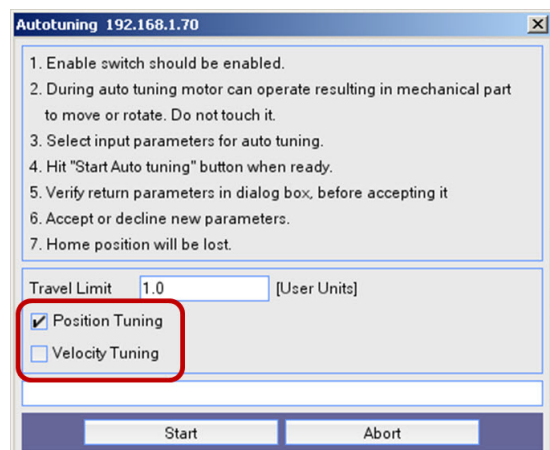 Autotuning 192.168.1.70
1. Enable switch should be enabled.
2. During auto tuning motor can operate resulting in mechanical part
to move or rotate. Do not touch it.
3. Select input parameters for auto tuning.
4. Hit "Start Auto tuning" button when ready.
5. Verify return parameters in dialog box, before accepting it
6. Accept or decline new parameters.
7. Home position will be lost.
Travel Limit 1.0 [User Units]
Position Tuning
Velocity Tuning
Start Abort